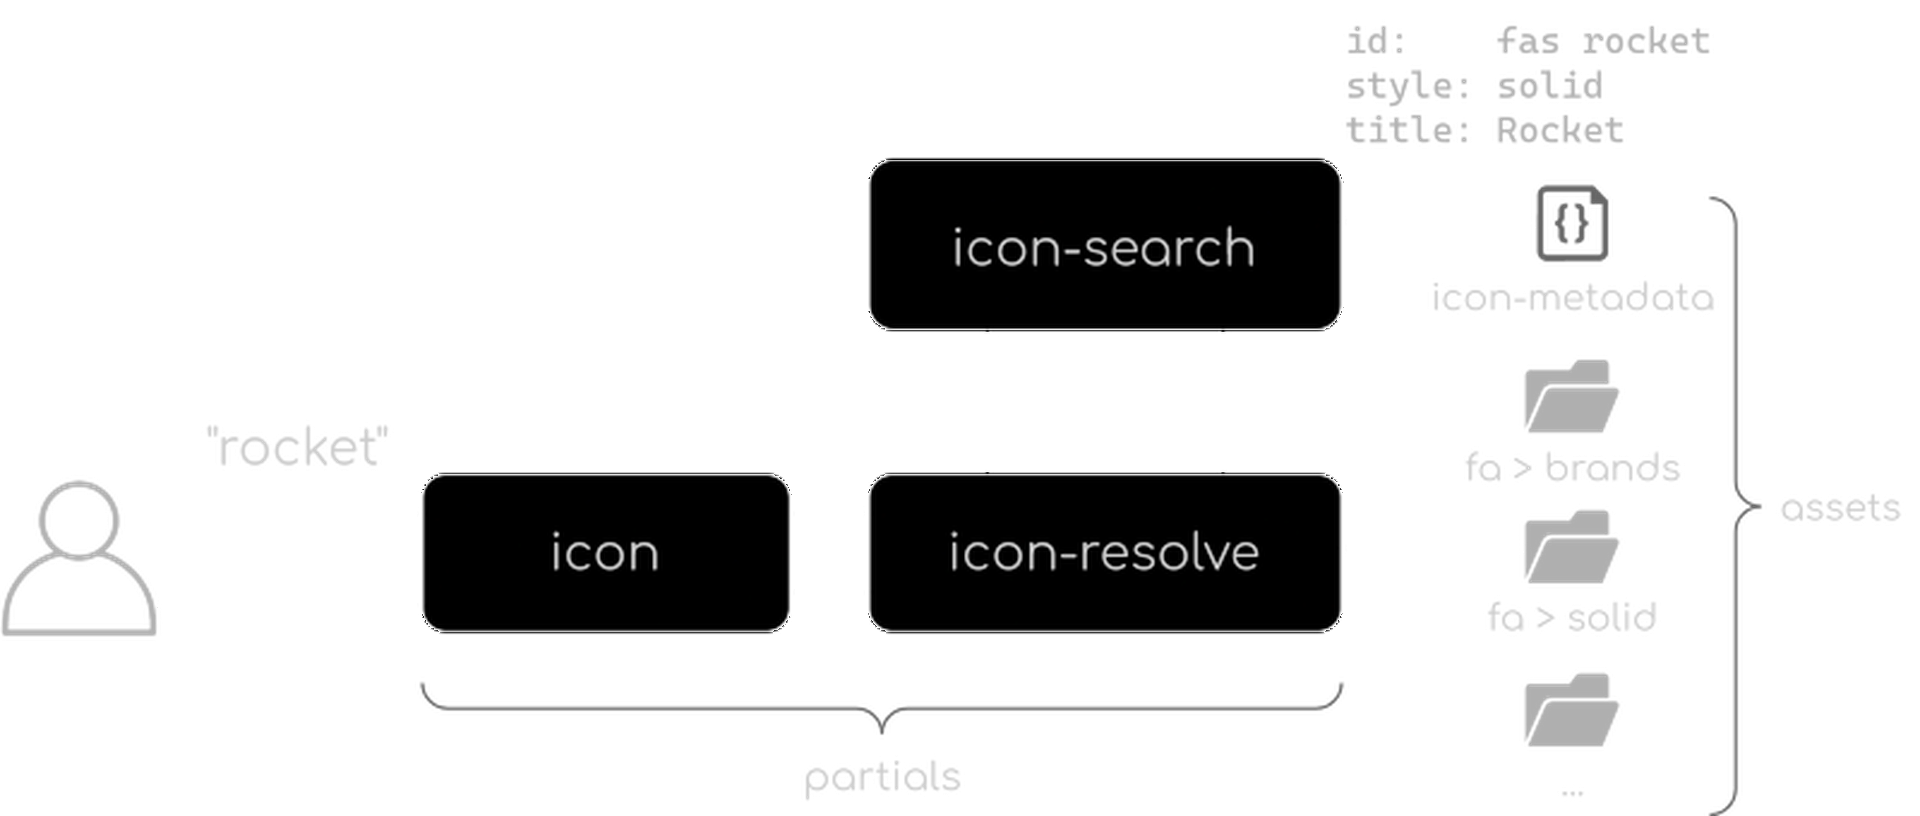 id:    fas rocket
style: solid
title: Rocket
icon-search
{}
icon-metadata
fa > brands
"rocket"
assets
icon
icon-resolve
fa > solid
partials
...